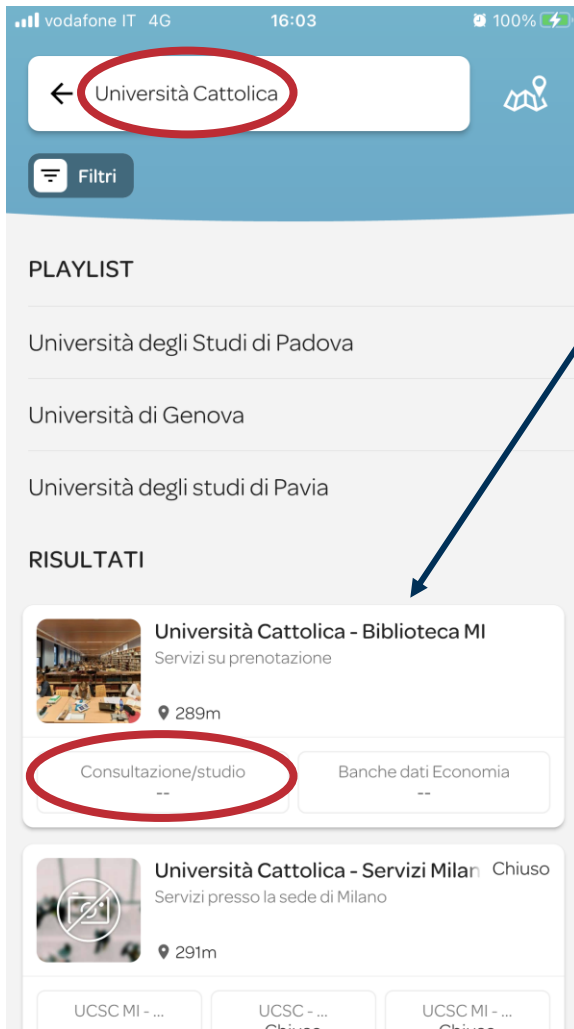 vodafone IT 4G 16:03 100%
Università Cattolica
Filtri
PLAYLIST
Università degli Studi di Padova
Università di Genova
Università degli studi di Pavia
RISULTATI
Università Cattolica - Biblioteca MI
Servizi su prenotazione
289m
Consultazione/studio Banche dati Economia
-- --
Università Cattolica - Servizi Milan Chiuso
Servizi presso la sede di Milano
291m
UCSC MI - ... UCSC - ... UCSC MI - ...
Chiuso Chiuso